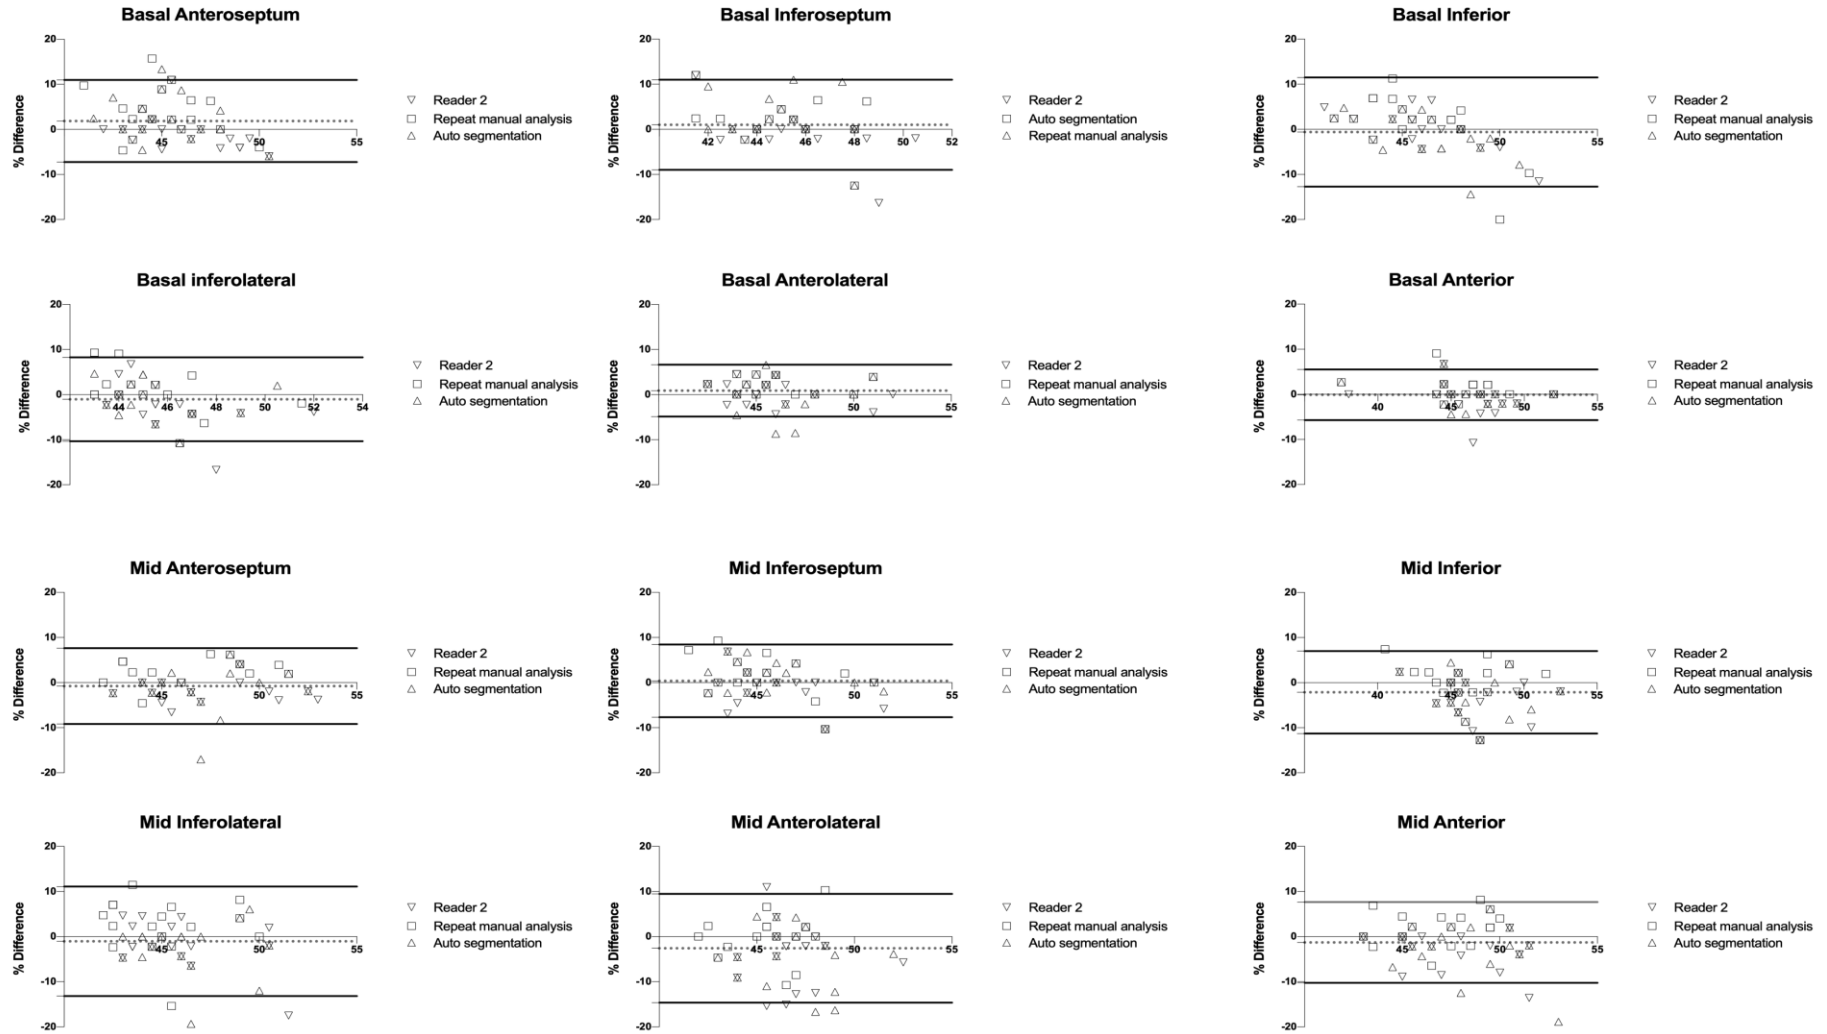 Basal Anteroseptum
% Difference
20
10
0
-10
-20
45
50
55
Reader 2
Repeat manual analysis
Auto segmentation
Basal Inferoseptum
% Difference
20
10
0
-10
-20
42
44
46
48
50
52
Reader 2
Auto segmentation
Repeat manual analysis
Basal Inferior
% Difference
20
10
0
-10
-20
45
50
55
Reader 2
Repeat manual analysis
Auto segmentation
Basal inferolateral
% Difference
20
10
0
-10
-20
44
46
48
50
52
54
Reader 2
Repeat manual analysis
Auto segmentation
Basal Anterolateral
% Difference
20
10
0
-10
-20
45
50
55
Reader 2
Repeat manual analysis
Auto segmentation
Basal Anterior
% Difference
20
10
0
-10
-20
40
45
50
55
Reader 2
Repeat manual analysis
Auto segmentation
Mid Anteroseptum
% Difference
20
10
0
-10
-20
45
50
55
Reader 2
Repeat manual analysis
Auto segmentation
Mid Inferoseptum
% Difference
20
10
0
-10
-20
45
50
55
Reader 2
Repeat manual analysis
Auto segmentation
Mid Inferior
% Difference
20
10
0
-10
-20
40
45
50
55
Reader 2
Repeat manual analysis
Auto segmentation
Mid Inferolateral
% Difference
20
10
0
-10
-20
45
50
55
Reader 2
Repeat manual analysis
Auto segmentation
Mid Anterolateral
% Difference
20
10
0
-10
-20
45
50
55
Reader 2
Repeat manual analysis
Auto segmentation
Mid Anterior
% Difference
20
10
0
-10
-20
45
50
55
Reader 2
Repeat manual analysis
Auto segmentation